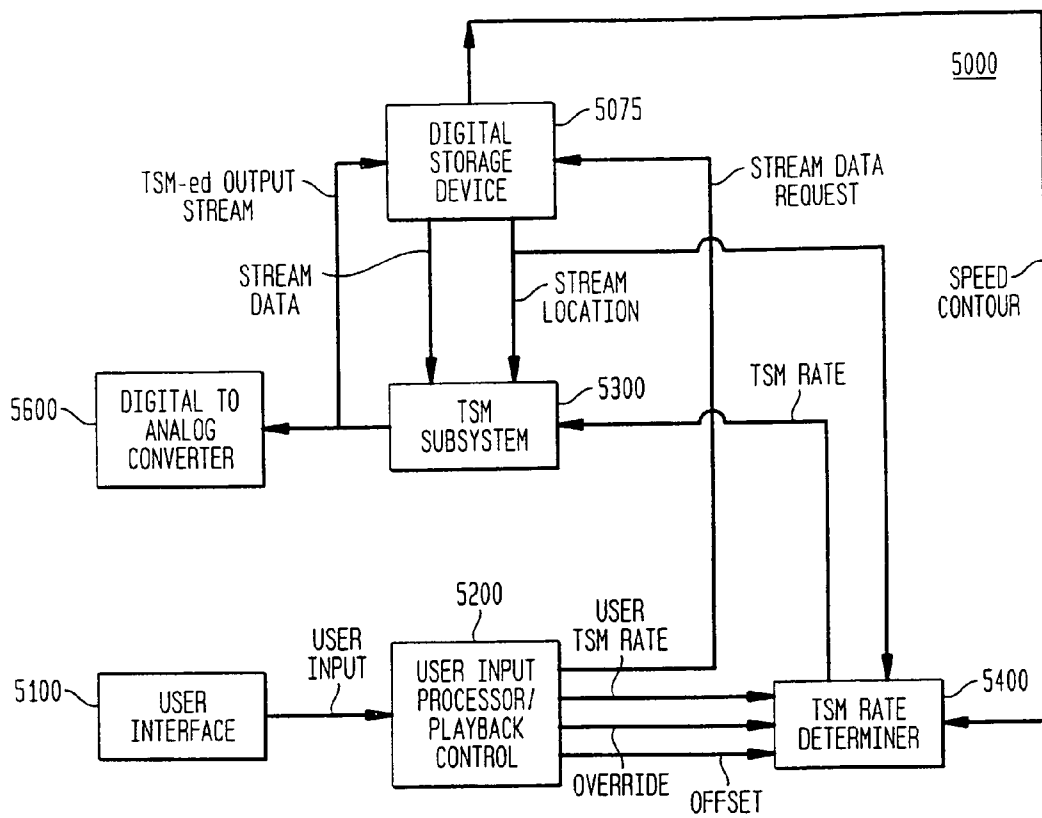 5000
5075
DIGITAL
STORAGE
DEVICE
TSM-ed OUTPUT
STREAM
STREAM DATA
REQUEST
STREAM
DATA
STREAM
LOCATION
SPEED
CONTOUR
TSM RATE
5300
5600
DIGITAL TO
ANALOG
CONVERTER
TSM
SUBSYSTEM
5200
USER
TSM RATE
USER
INPUT
5100
USER
INTERFACE
USER INPUT
PROCESSOR/
PLAYBACK
CONTROL
5400
TSM RATE
DETERMINER
OVERRIDE
OFFSET